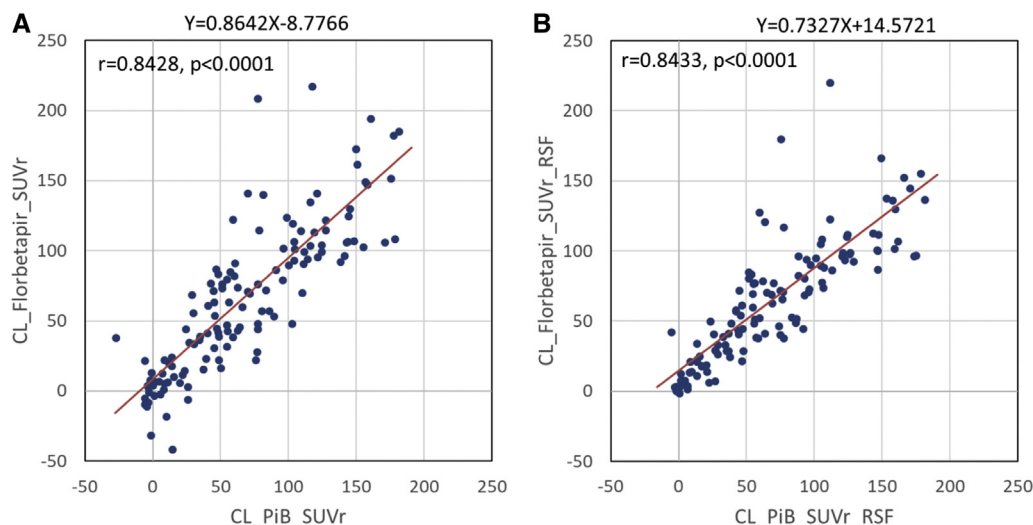 A
Y=0.8642X-8.7766
r=0.8428, p<0.0001
250
200
150
100
50
0
-50
CL_Florbetapir_SUVr
-50 0 50 100 150 200 250
CL PiB SUVr
B
Y=0.7327X+14.5721
r=0.8433, p<0.0001
250
200
150
100
50
0
-50
CL_Florbetapir_SUVr_RSF
-50 0 50 100 150 200 250
CL PiB SUVr RSF